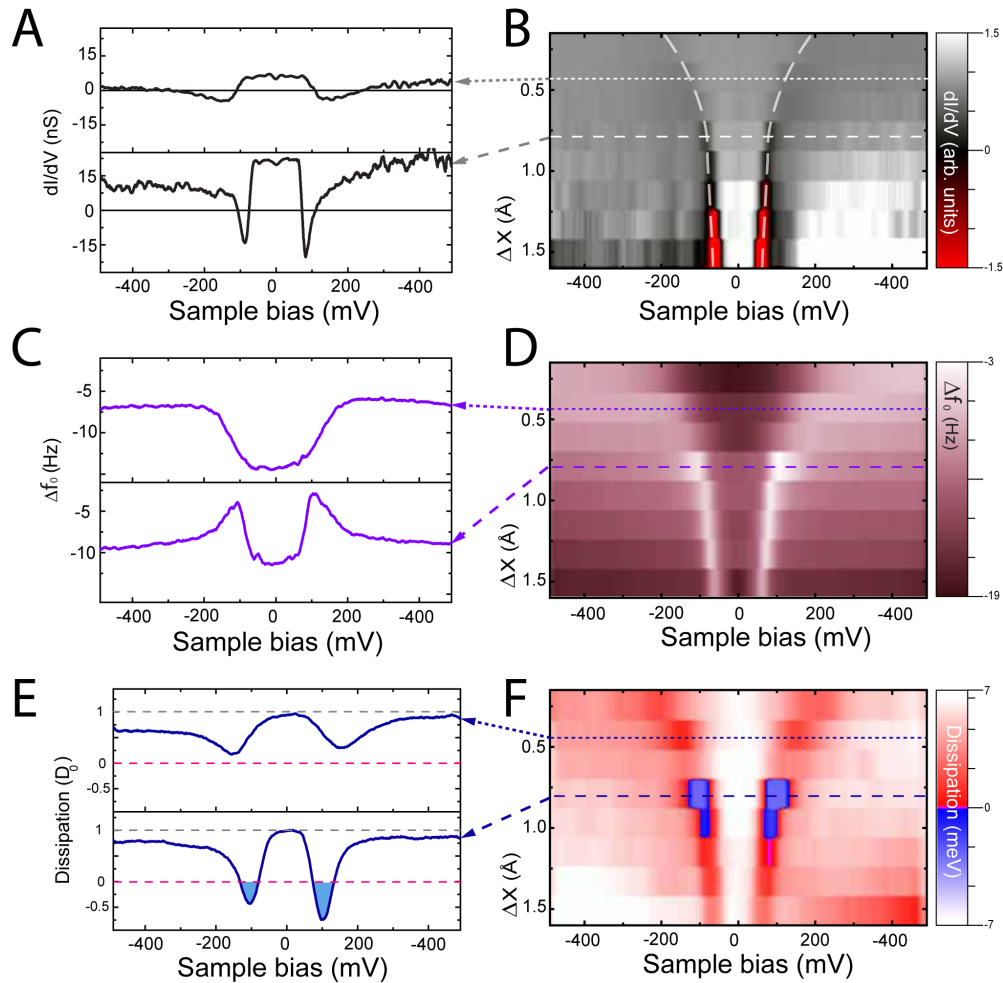 A
15
0
-15
15
0
-15
dI/dV (nS)
-400 -200 0 200 -400
Sample bias (mV)
B
0.5
1.0
1.5
ΔX (Å)
-400 -200 0 200 -400
Sample bias (mV)
1.5
0
-1.5
dI/dV (arb. units)
C
-5
-10
-5
-10
Δf₀ (Hz)
-400 -200 0 200 -400
Sample bias (mV)
D
0.5
1.0
1.5
ΔX (Å)
-400 -200 0 200 -400
Sample bias (mV)
-3
-19
Δf₀ (Hz)
E
1
0
-0.5
1
0
-0.5
Dissipation (D₀)
-400 -200 0 200 -400
Sample bias (mV)
F
0.5
1.0
1.5
ΔX (Å)
-400 -200 0 200 -400
Sample bias (mV)
7
0
-7
Dissipation (meV)